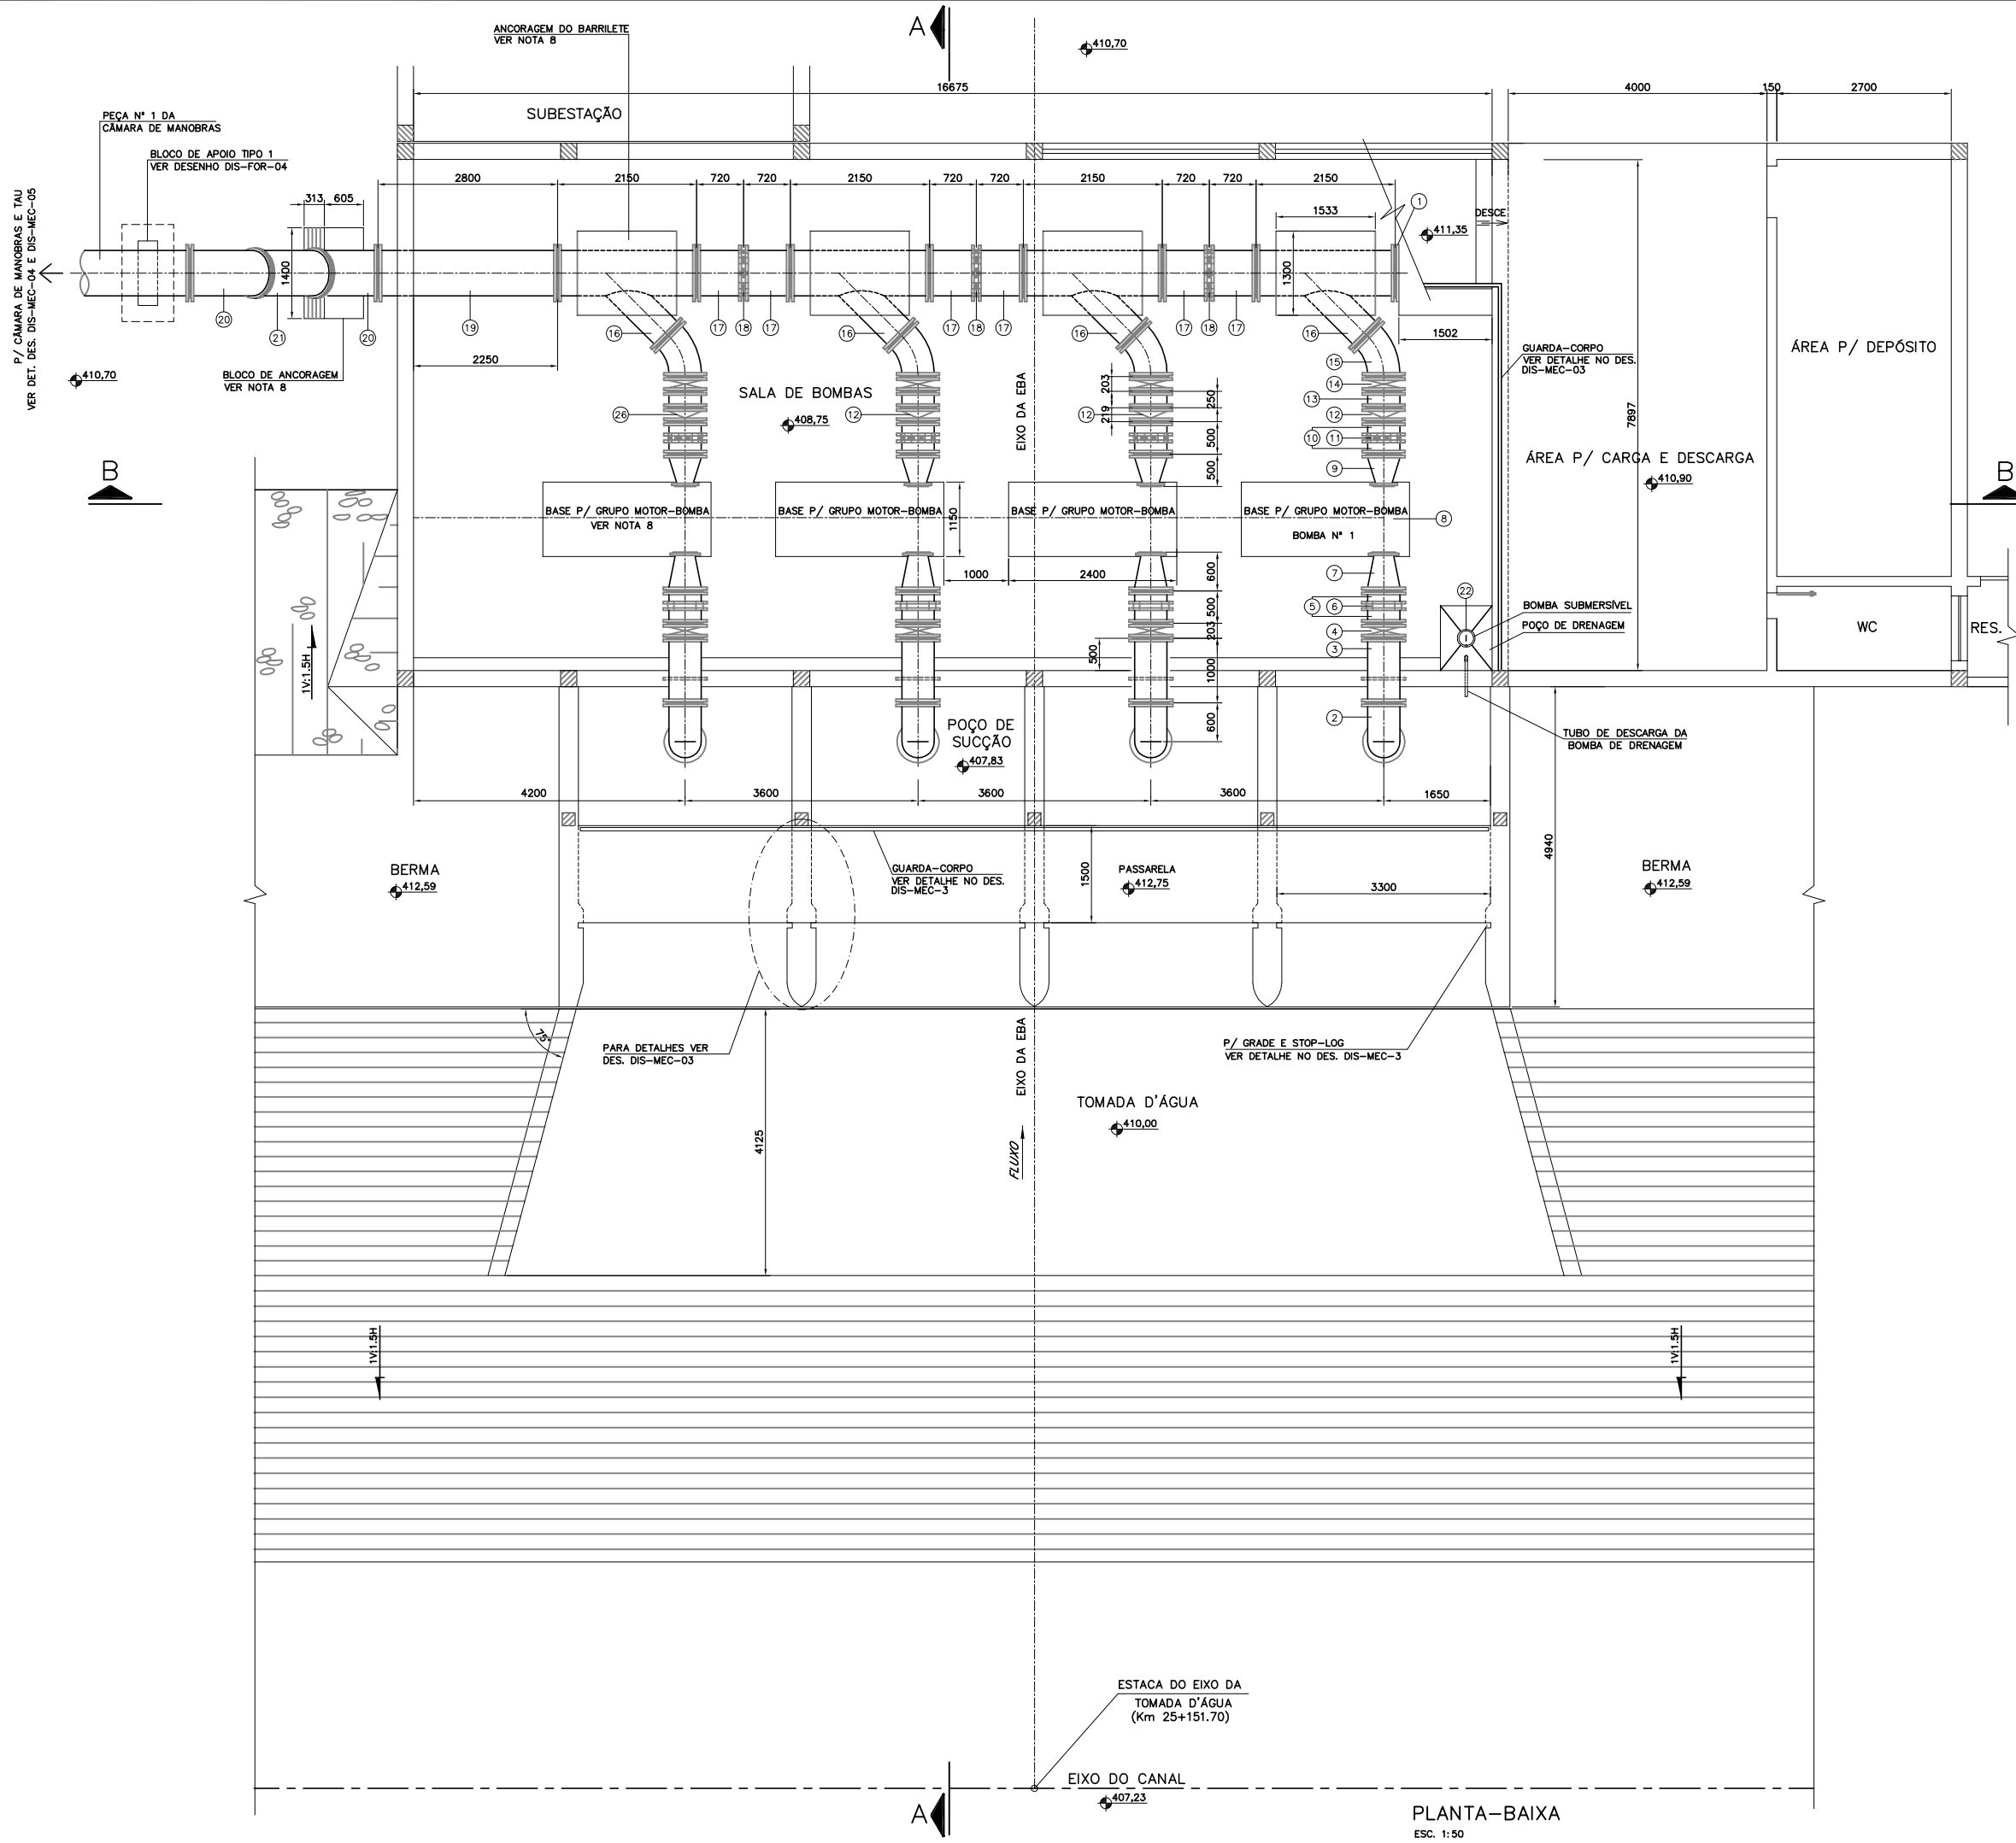 ANCORAGEM DO BARRILETE
VER NOTA 8
A
410,70
16675
4000
150
2700
SUBESTAÇÃO
PEÇA N° 1 DA
CÂMARA DE MANOBRAS
BLOCO DE APOIO TIPO 1
VER DESENHO DIS-FOR-04
P/ CÂMARA DE MANOBRAS E TAU
VER DET. DES. DIS-MEC-04 E DIS-MEC-05
2800
2150
720
720
2150
720
720
2150
720
720
2150
313
605
1400
1533
1300
1
DESCE
411,35
20
21
20
19
16
17
18
17
16
17
18
17
16
17
18
17
16
1502
2250
410,70
BLOCO DE ANCORAGEM
VER NOTA 8
SALA DE BOMBAS
408,75
EIXO DA EBA
26
12
12
203
219
250
500
500
15
14
13
12
10
11
9
GUARDA-CORPO
VER DETALHE NO DES.
DIS-MEC-03
7897
ÁREA P/ DEPÓSITO
ÁREA P/ CARGA E DESCARGA
410,90
B
B
BASE P/ GRUPO MOTOR-BOMBA
VER NOTA 8
BASE P/ GRUPO MOTOR-BOMBA
1150
BASE P/ GRUPO MOTOR-BOMBA
BASE P/ GRUPO MOTOR-BOMBA
BOMBA N° 1
8
1000
2400
600
500
203
1000
600
500
7
5
6
4
3
2
22
BOMBA SUBMERSÍVEL
POÇO DE DRENAGEM
WC
RES.
1V:1.5H
POÇO DE
SUCÇÃO
407,83
TUBO DE DESCARGA DA
BOMBA DE DRENAGEM
4200
3600
3600
3600
1650
4940
BERMA
412,59
GUARDA-CORPO
VER DETALHE NO DES.
DIS-MEC-3
1500
PASSARELA
412,75
3300
BERMA
412,59
75°
PARA DETALHES VER
DES. DIS-MEC-03
EIXO DA EBA
P/ GRADE E STOP-LOG
VER DETALHE NO DES. DIS-MEC-3
4125
TOMADA D'ÁGUA
410,00
FLUXO
1V:1.5H
1V:1.5H
ESTACA DO EIXO DA
TOMADA D'ÁGUA
(Km 25+151.70)
EIXO DO CANAL
407,23
A
PLANTA-BAIXA
ESC. 1:50